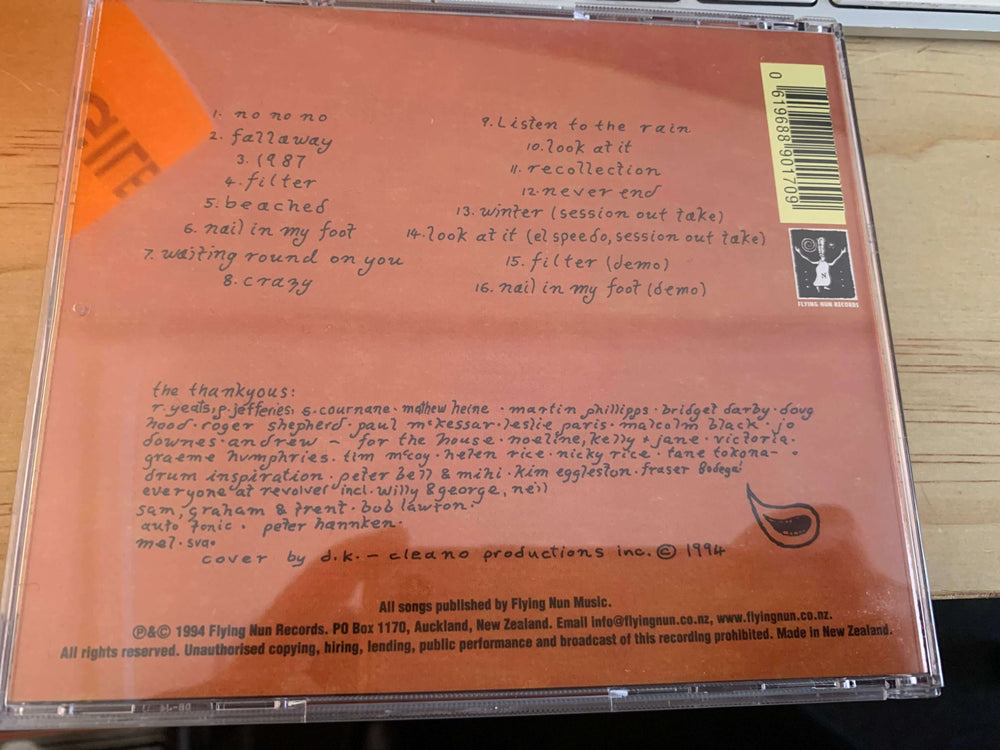 1. no no no
2. fallaway
3. 1987
4. filter
5. beached
6. nail in my foot
7. waiting round on you
8. crazy
9. Listen to the rain
10. look at it
11. recollection
12. never end
13. winter (session out take)
14. look at it (el speedo, session out take)
15. filter (demo)
16. nail in my foot (demo)
0 619688 901709
FLYING NUN RECORDS
the thankyous:
r. yeats, p. jefferies, s. cournane · mathew heine · martin phillipps · bridget darby · doug
hood · roger shepherd · paul mckessar · leslie paris · malcolm black · jo
downes · andrew – for the house · noeline, kelly & jane · victoria ·
graeme humphries · tim mccoy · helen rice · nicky rice · tane tokona – ·
drum inspiration · peter bell & mihi · kim eggleston · fraser Bodega!
everyone at revolver incl. willy & george, neil
sam, graham & trent · bob lawton ·
auto tonic · peter hannken ·
mel · sva ·
cover by d.k. – cleano productions inc. © 1994
All songs published by Flying Nun Music.
℗&© 1994 Flying Nun Records. PO Box 1170, Auckland, New Zealand. Email info@flyingnun.co.nz, www.flyingnun.co.nz.
All rights reserved. Unauthorised copying, hiring, lending, public performance and broadcast of this recording prohibited. Made in New Zealand.